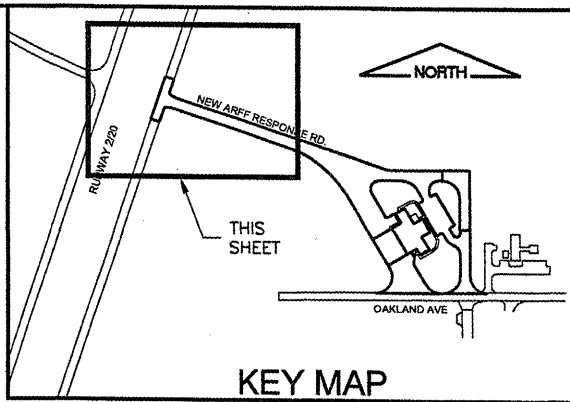 NORTH
NEW ARFF RESPONSE RD.
RUNWAY 2/20
THIS
SHEET
OAKLAND AVE
KEY MAP